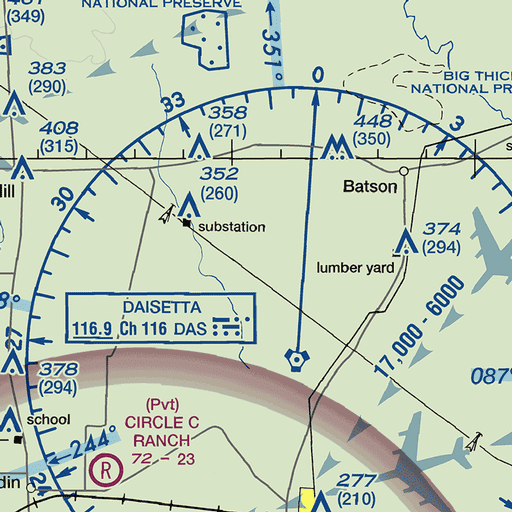 NATIONAL PRESERVE
(349)
351°
383
(290)
0
BIG THICK
NATIONAL PR
33
358
(271)
448
(350)
3
408
(315)
352
(260)
Batson
30
substation
374
(294)
lumber yard
DAISETTA
116.9 Ch 116 DAS
17,000 - 6000
27
378
(294)
087°
(Pvt)
CIRCLE C
RANCH
72 - 23
school
244°
R
24
277
(210)